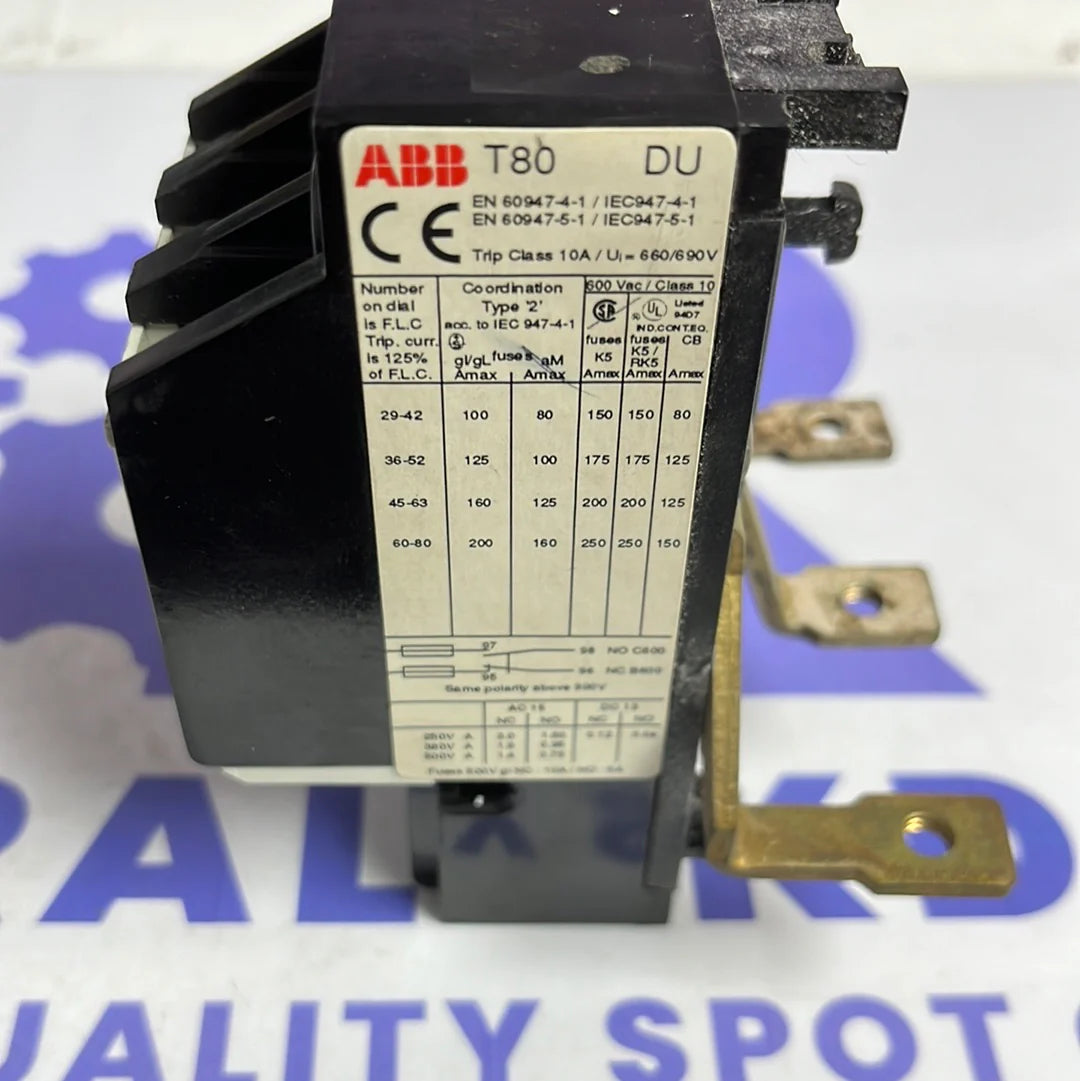 ABB T80 DU
CE
EN 60947-4-1 / IEC947-4-1
EN 60947-5-1 / IEC947-5-1
Trip Class 10A / Ui = 660/690V
Number on dial is F.L.C Trip. curr. is 125% of F.L.C.
Coordination Type '2' acc. to IEC 947-4-1
gl/gL fuses aM
Amax Amax
600 Vac / Class 10
UL Listed 94D7
IND.CONT.EQ.
fuses K5 Amax
fuses K5 / RK5 Amax
CB Amax
29-42 100 80 150 150 80
36-52 125 100 175 175 125
45-63 160 125 200 200 125
60-80 200 160 250 250 150
97 98 NO C600
95 96 NC B600
Same polarity above
AC 15 DC 13
NC NO NC NO
QUALITY SPOT